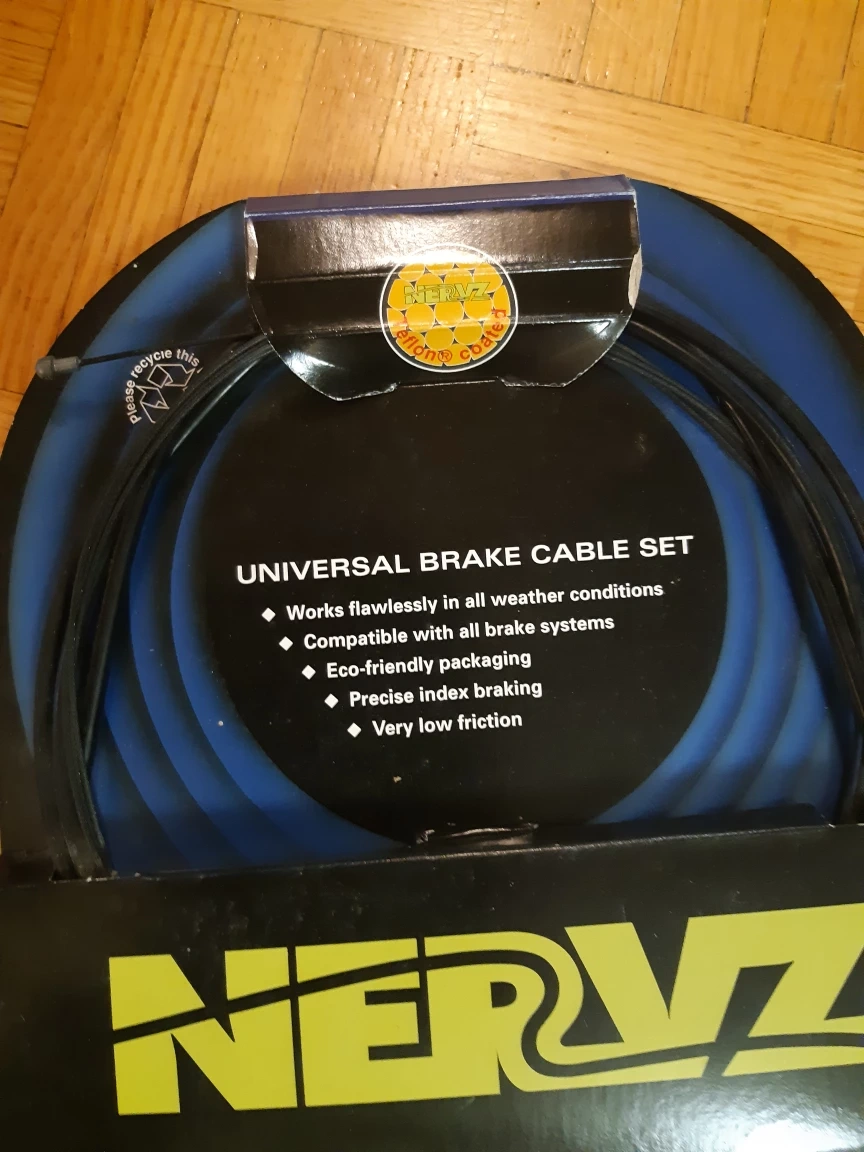 NERVZ
Teflon® coated
Please recycle this
UNIVERSAL BRAKE CABLE SET
◆ Works flawlessly in all weather conditions
◆ Compatible with all brake systems
◆ Eco-friendly packaging
◆ Precise index braking
◆ Very low friction
NERVZ